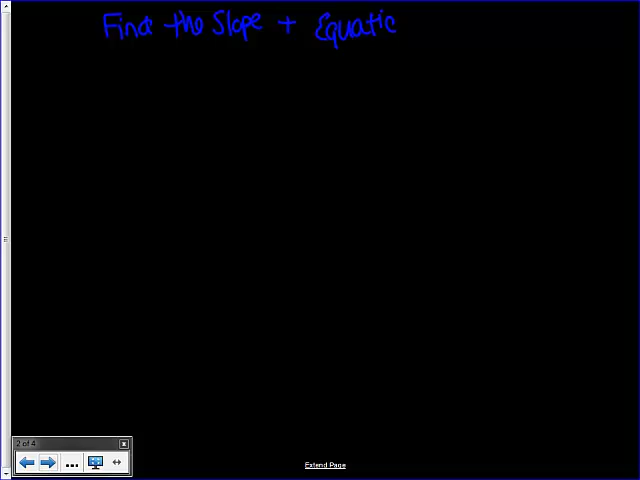 Find the Slope + Equatic
2 of 4
Extend Page